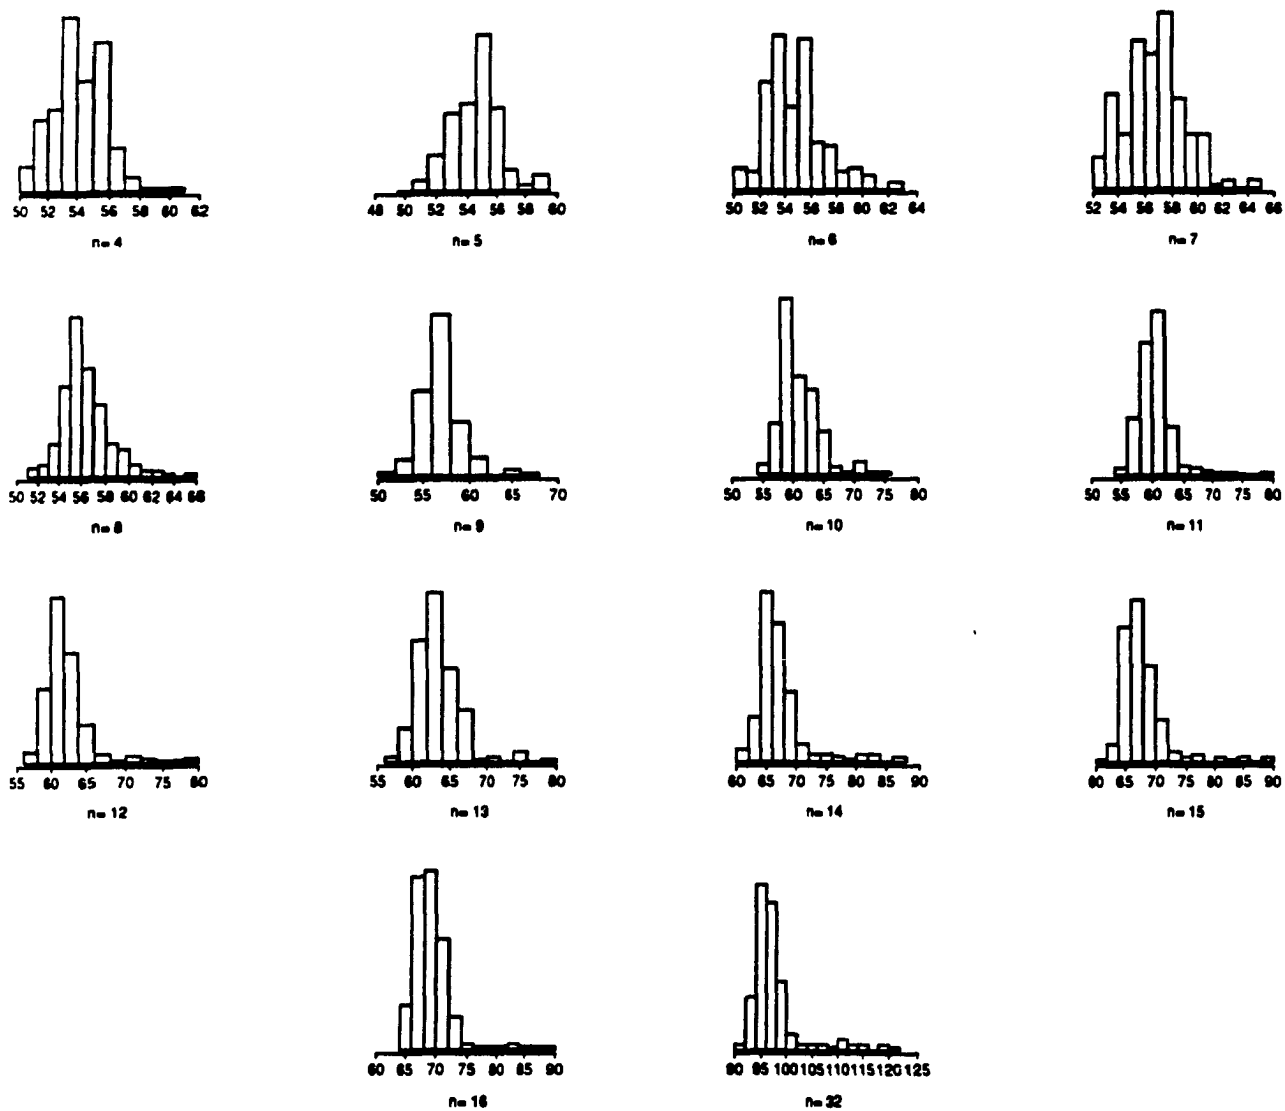 50 52 54 56 58 60 62
n= 4
48 50 52 54 56 58 60
n= 5
50 52 54 56 58 60 62 64
n= 6
52 54 56 58 60 62 64 66
n= 7
50 52 54 56 58 60 62 64 66
n= 8
50 55 60 65 70
n= 9
50 55 60 65 70 75 80
n= 10
50 55 60 65 70 75 80
n= 11
55 60 65 70 75 80
n= 12
55 60 65 70 75 80
n= 13
60 65 70 75 80 85 90
n= 14
60 65 70 75 80 85 90
n= 15
60 65 70 75 80 85 90
n= 16
90 95 100 105 110 115 120 125
n= 32